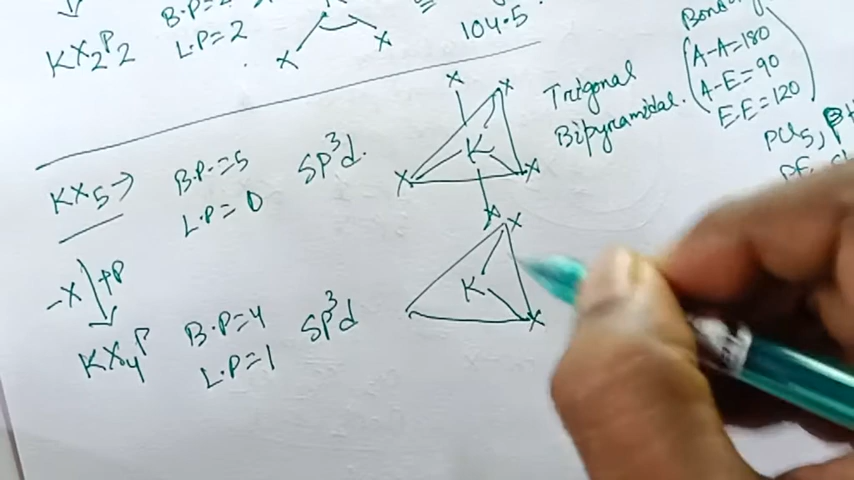 B.P=2
KX2P2
L.P=2
X
X
104.5
KX5→
B.P.=5
L.P=0
SP³d.
X
X
K
X
X
X
Trigonal
Bipyramidal.
A-A=180
A-E=90
E.E=120
PCl5,
-X
+P
KX4P
B.P=4
L.P=1
SP³d
X
K
X